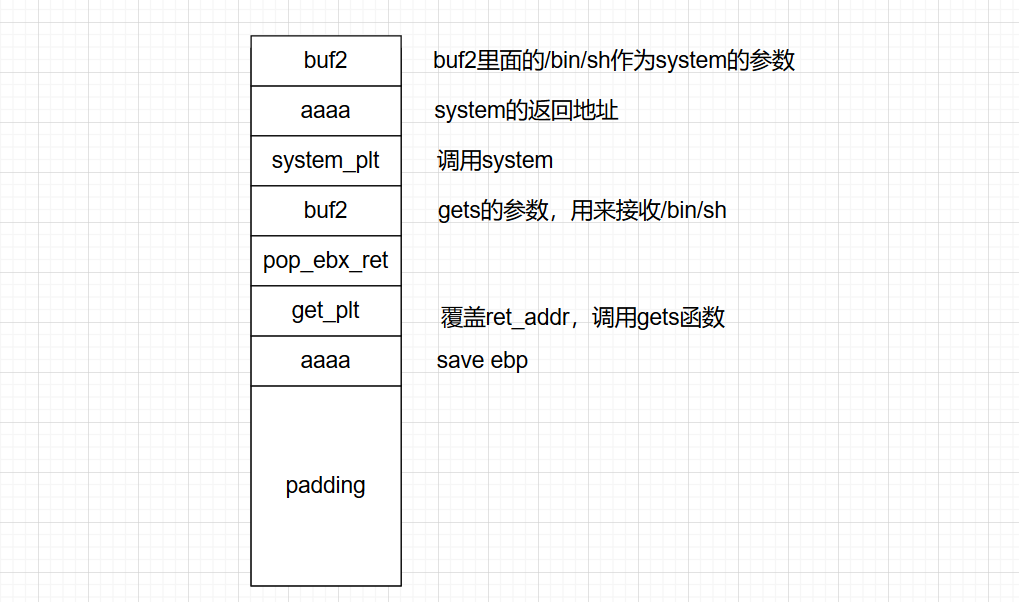 buf2 buf2里面的/bin/sh作为system的参数
aaaa system的返回地址
system_plt 调用system
buf2 gets的参数，用来接收/bin/sh
pop_ebx_ret
get_plt 覆盖ret_addr，调用gets函数
aaaa save ebp
padding